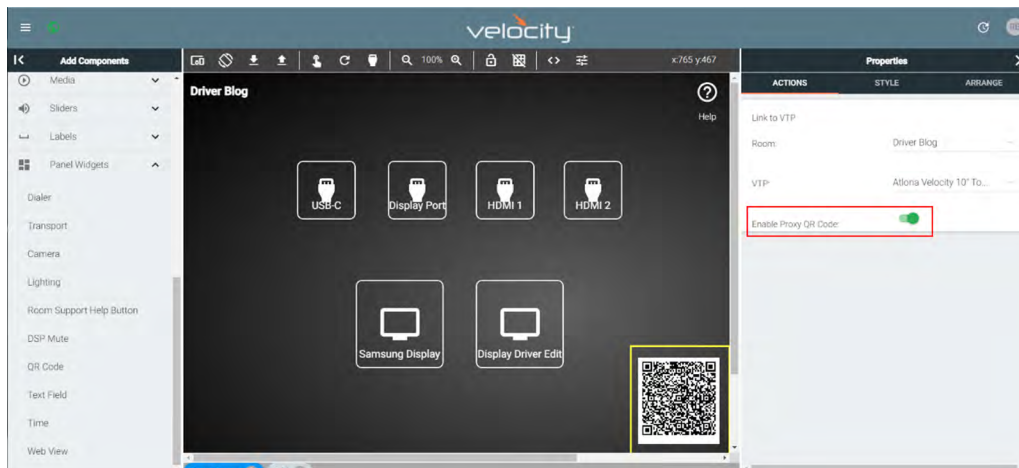 velocity
Add Components
100%
x:765 y:467
Properties
Media
Sliders
Labels
Panel Widgets
Dialer
Transport
Camera
Lighting
Room Support Help Button
DSP Mute
QR Code
Text Field
Time
Web View
Driver Blog
Help
USB-C
Display Port
HDMI 1
HDMI 2
Samsung Display
Display Driver Edit
ACTIONS
STYLE
ARRANGE
Link to VTP
Room:
Driver Blog
VTP:
Atlona Velocity 10" To...
Enable Proxy QR Code: